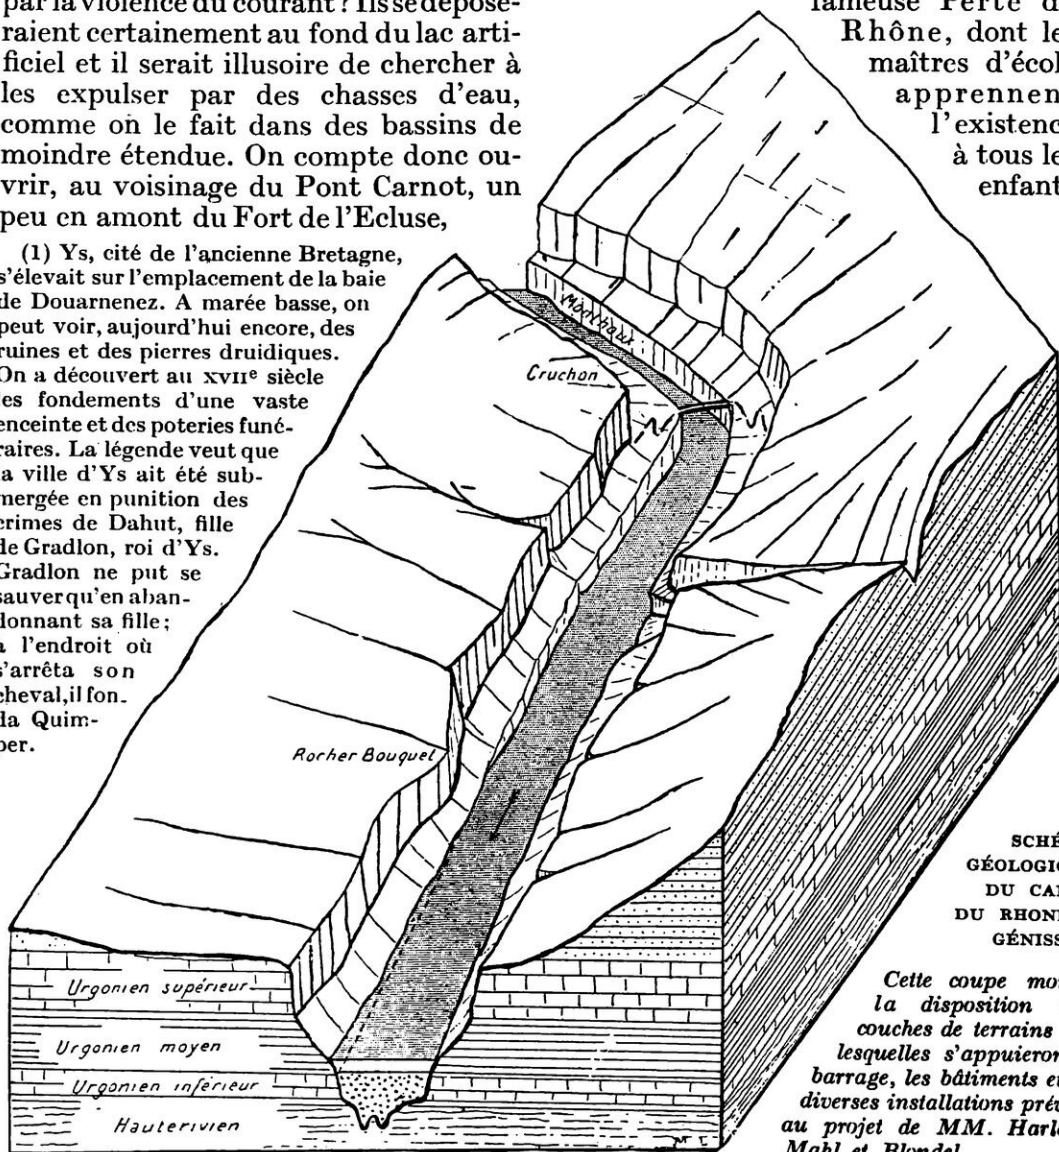 par la violence du courant ? Ils se dépose-
raient certainement au fond du lac arti-
ficiel et il serait illusoire de chercher à
les expulser par des chasses d'eau,
comme on le fait dans des bassins de
moindre étendue. On compte donc ou-
vrir, au voisinage du Pont Carnot, un
peu en amont du Fort de l'Ecluse,
(1) Ys, cité de l'ancienne Bretagne,
s'élevait sur l'emplacement de la baie
de Douarnenez. A marée basse, on
peut voir, aujourd'hui encore, des
ruines et des pierres druidiques.
On a découvert au XVIIe siècle
les fondements d'une vaste
enceinte et des poteries funé-
raires. La légende veut que
la ville d'Ys ait été sub-
mergée en punition des
crimes de Dahut, fille
de Gradlon, roi d'Ys.
Gradlon ne put se
sauver qu'en aban-
donnant sa fille;
à l'endroit où
s'arrêta son
cheval, il fon-
da Quim-
per.
fameuse Perte d
Rhône, dont le
maîtres d'écol
apprennen
l'existenc
à tous le
enfant
Cruchon
Rocher Bouquet
Urgonien supérieur
Urgonien moyen
Urgonien inférieur
Hauterivien
SCHÉ
GÉOLOGI
DU CA
DU RHON
GÉNISS
Cette coupe mo
la disposition
couches de terrains
lesquelles s'appuieron
barrage, les bâtiments e
diverses installations prév
au projet de MM. Harl
Mahl et Blondel